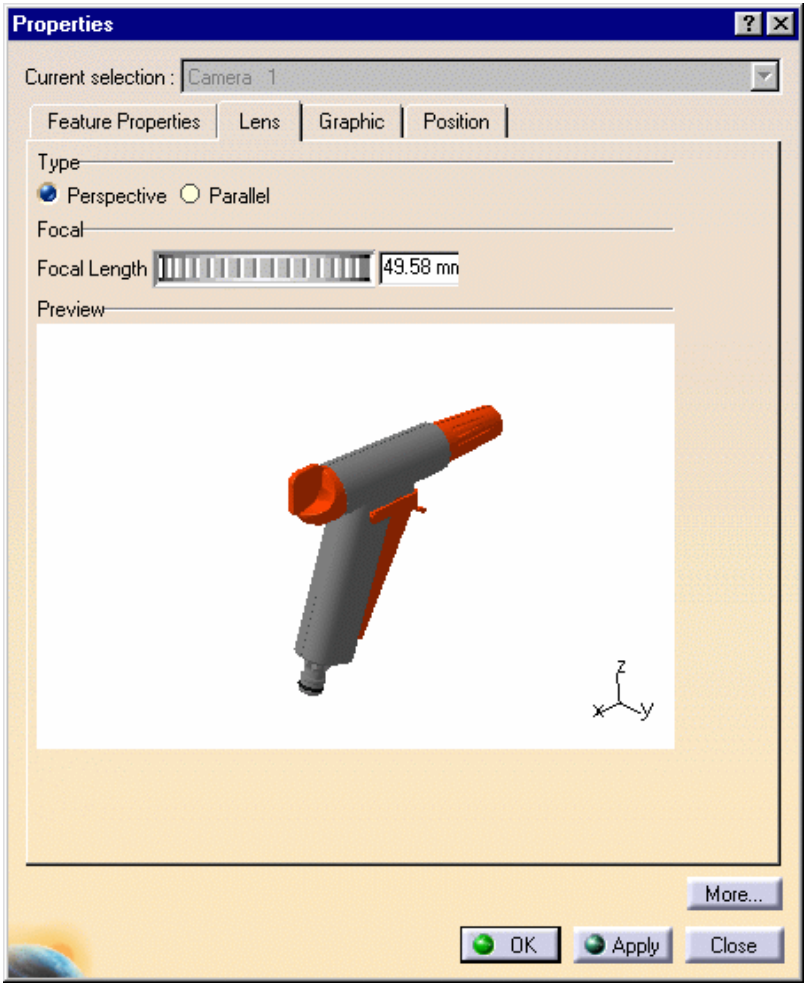 Properties
Current selection : Camera 1
Feature Properties Lens Graphic Position
Type
Perspective Parallel
Focal
Focal Length 49.58 mm
Preview
z
x y
More...
OK Apply Close